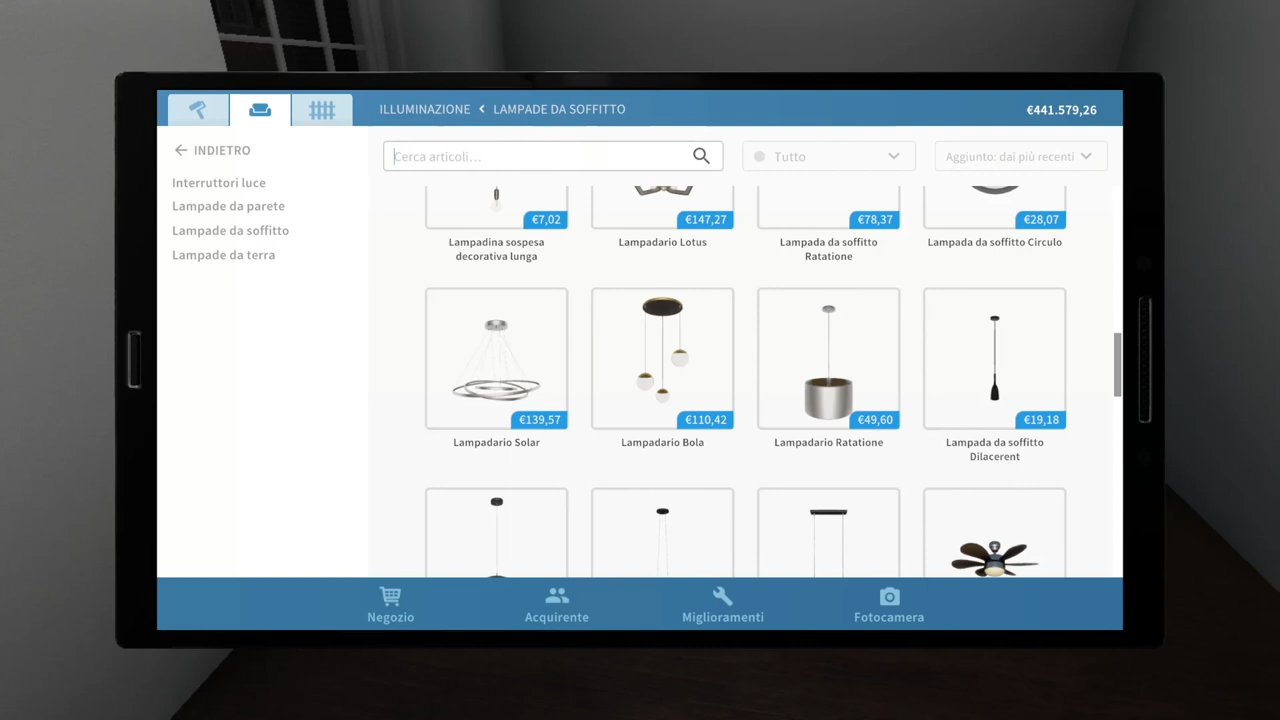 ILLUMINAZIONE < LAMPADE DA SOFFITTO
€441.579,26
INDIETRO
Cerca articoli...
Tutto
Aggiunto: dai più recenti
Interruttori luce
Lampade da parete
Lampade da soffitto
Lampade da terra
€7,02
€147,27
€78,37
€28,07
Lampadina sospesa
decorativa lunga
Lampadario Lotus
Lampada da soffitto
Ratatione
Lampada da soffitto Circulo
€139,57
€110,42
€49,60
€19,18
Lampadario Solar
Lampadario Bola
Lampadario Ratatione
Lampada da soffitto
Dilacerent
Negozio
Acquirente
Miglioramenti
Fotocamera